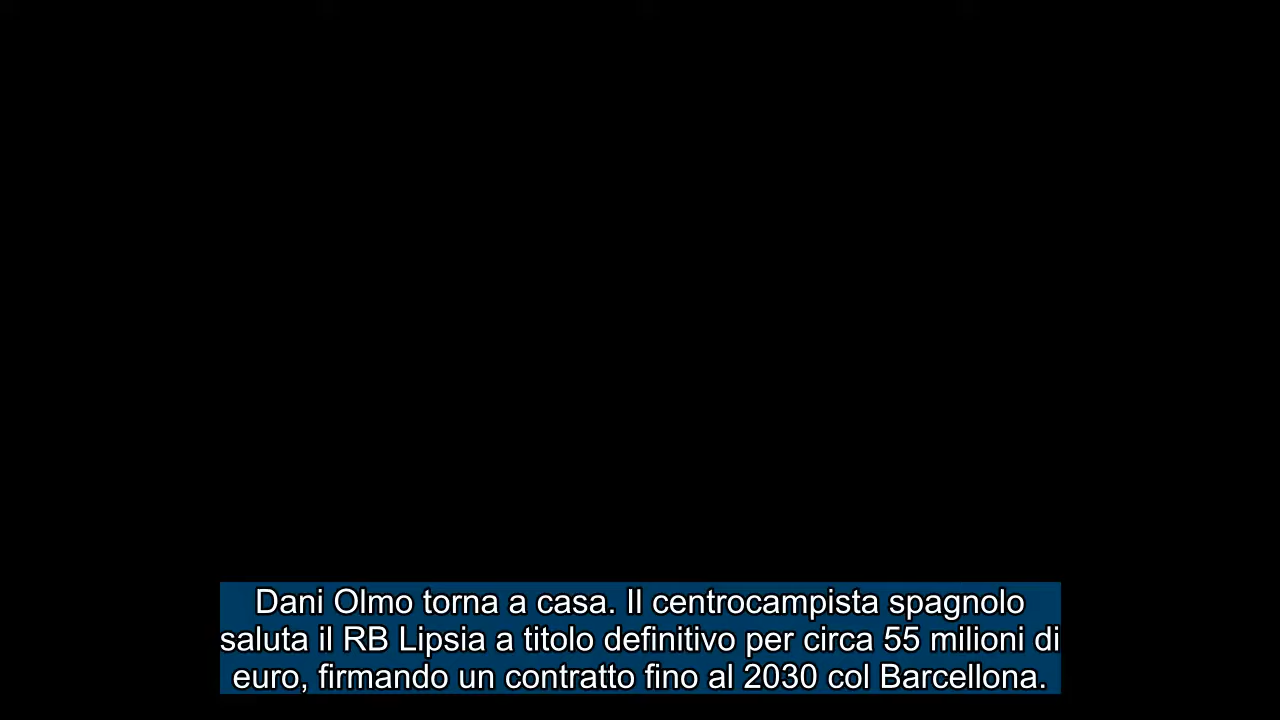 Dani Olmo torna a casa. Il centrocampista spagnolo
saluta il RB Lipsia a titolo definitivo per circa 55 milioni di
euro, firmando un contratto fino al 2030 col Barcellona.